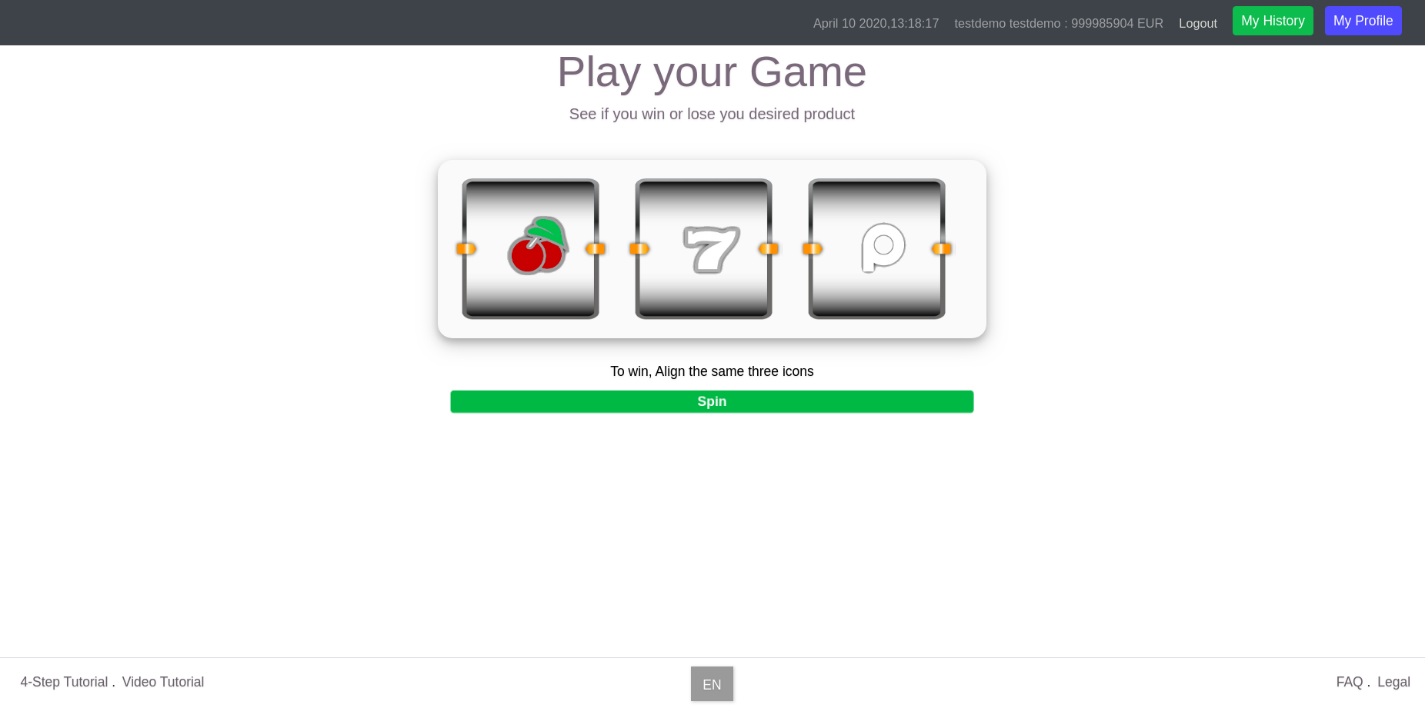 April 10 2020,13:18:17 testdemo testdemo : 999985904 EUR Logout My History My Profile
Play your Game
See if you win or lose you desired product
7 p
To win, Align the same three icons
Spin
4-Step Tutorial . Video Tutorial EN FAQ . Legal